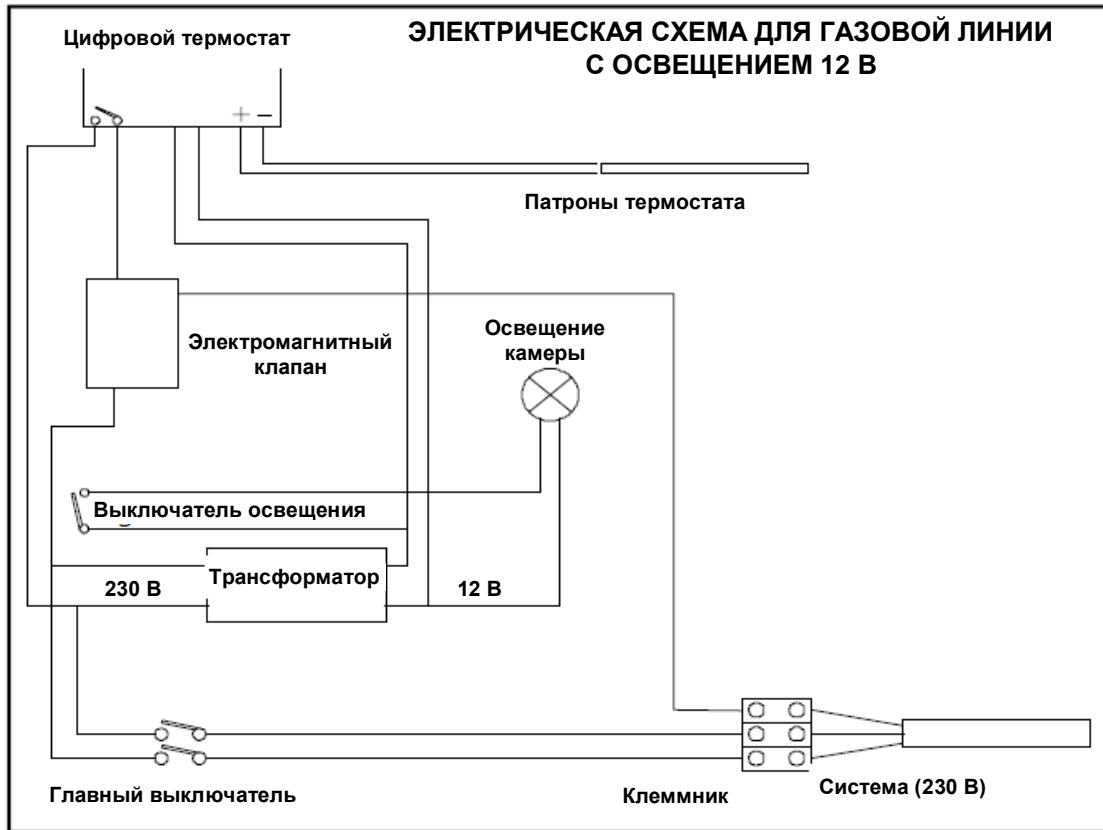 ЭЛЕКТРИЧЕСКАЯ СХЕМА ДЛЯ ГАЗОВОЙ ЛИНИИ
С ОСВЕЩЕНИЕМ 12 В
Цифровой термостат
+ −
Патроны термостата
Электромагнитный
клапан
Освещение
камеры
Выключатель освещения
Трансформатор
230 В
12 В
Главный выключатель
Клеммник
Система (230 В)